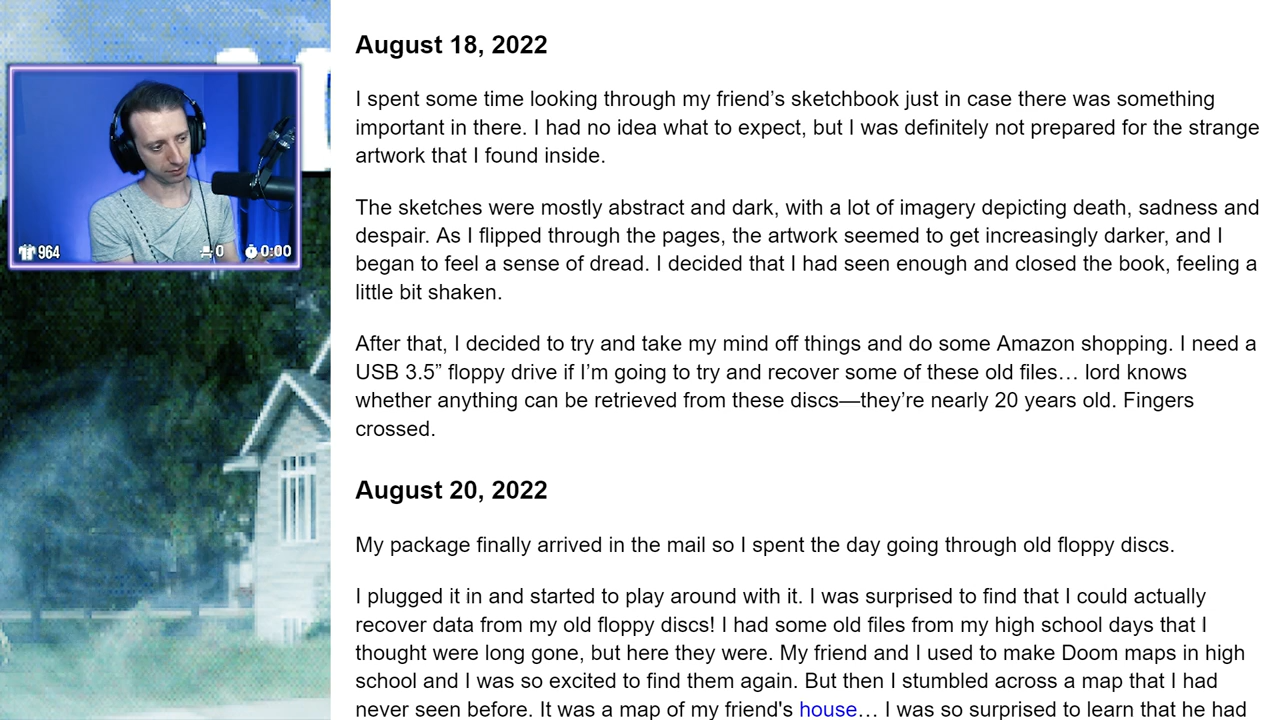 August 18, 2022
I spent some time looking through my friend’s sketchbook just in case there was something
important in there. I had no idea what to expect, but I was definitely not prepared for the strange
artwork that I found inside.
The sketches were mostly abstract and dark, with a lot of imagery depicting death, sadness and
despair. As I flipped through the pages, the artwork seemed to get increasingly darker, and I
began to feel a sense of dread. I decided that I had seen enough and closed the book, feeling a
little bit shaken.
After that, I decided to try and take my mind off things and do some Amazon shopping. I need a
USB 3.5” floppy drive if I’m going to try and recover some of these old files… lord knows
whether anything can be retrieved from these discs—they’re nearly 20 years old. Fingers
crossed.
August 20, 2022
My package finally arrived in the mail so I spent the day going through old floppy discs.
I plugged it in and started to play around with it. I was surprised to find that I could actually
recover data from my old floppy discs! I had some old files from my high school days that I
thought were long gone, but here they were. My friend and I used to make Doom maps in high
school and I was so excited to find them again. But then I stumbled across a map that I had
never seen before. It was a map of my friend's house… I was so surprised to learn that he had
964 0 0:00